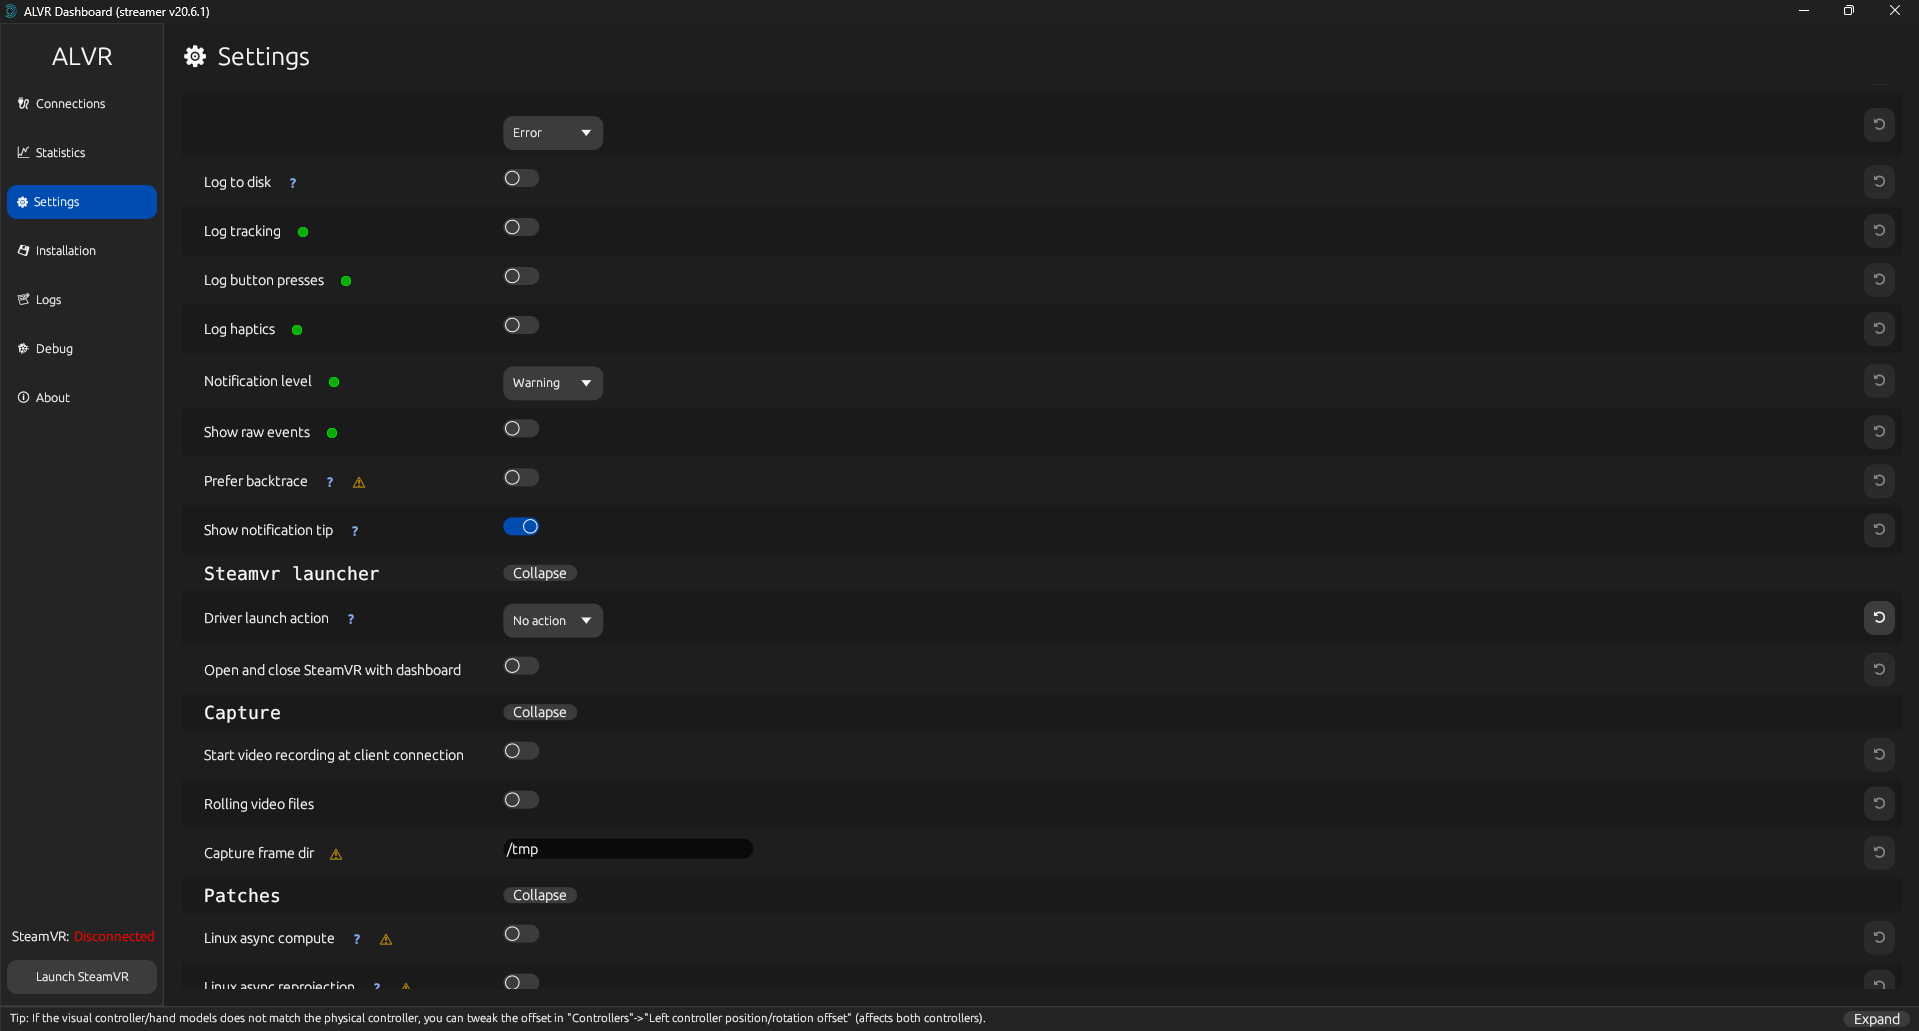 ALVR Dashboard (streamer v20.6.1)
ALVR
Settings
Connections
Statistics
Settings
Installation
Logs
Debug
About
Error
Log to disk ?
Log tracking
Log button presses
Log haptics
Notification level
Warning
Show raw events
Prefer backtrace ?
Show notification tip ?
Steamvr launcher Collapse
Driver launch action ? No action
Open and close SteamVR with dashboard
Capture Collapse
Start video recording at client connection
Rolling video files
Capture frame dir /tmp
Patches Collapse
Linux async compute ?
Linux async reprojection ?
SteamVR: Disconnected
Launch SteamVR
Tip: If the visual controller/hand models does not match the physical controller, you can tweak the offset in "Controllers"->"Left controller position/rotation offset" (affects both controllers).
Expand